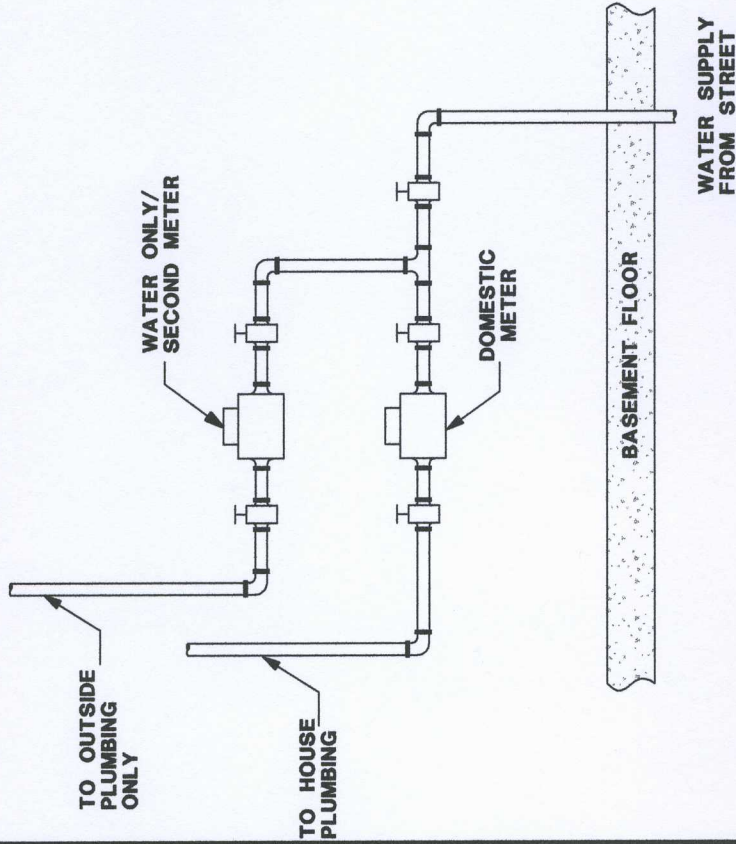 TO OUTSIDE
PLUMBING
ONLY
WATER ONLY/
SECOND METER
TO HOUSE
PLUMBING
DOMESTIC
METER
BASEMENT FLOOR
WATER SUPPLY
FROM STREET